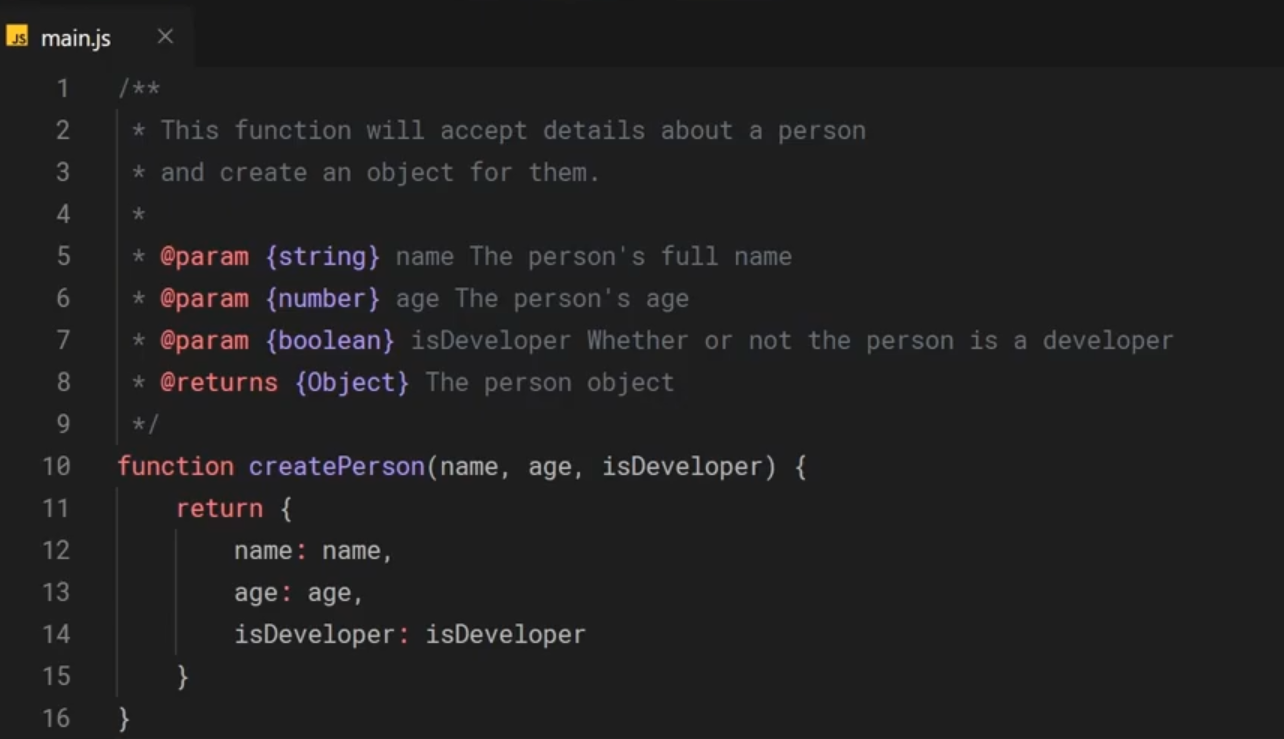 JS main.js ×
1 /**
2  * This function will accept details about a person
3  * and create an object for them.
4  *
5  * @param {string} name The person's full name
6  * @param {number} age The person's age
7  * @param {boolean} isDeveloper Whether or not the person is a developer
8  * @returns {Object} The person object
9  */
10 function createPerson(name, age, isDeveloper) {
11     return {
12         name: name,
13         age: age,
14         isDeveloper: isDeveloper
15     }
16 }